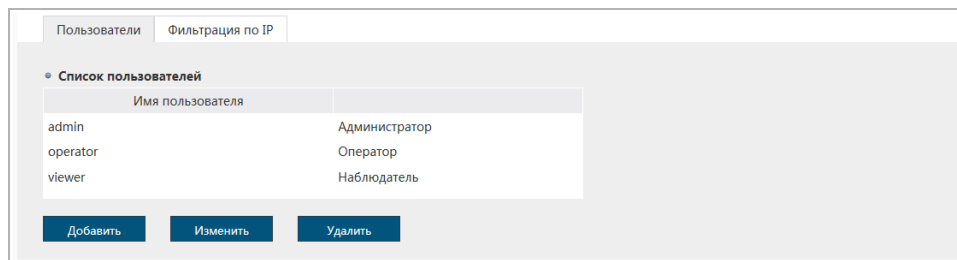 Пользователи Фильтрация по IP
Список пользователей
Имя пользователя
admin Администратор
operator Оператор
viewer Наблюдатель
Добавить Изменить Удалить